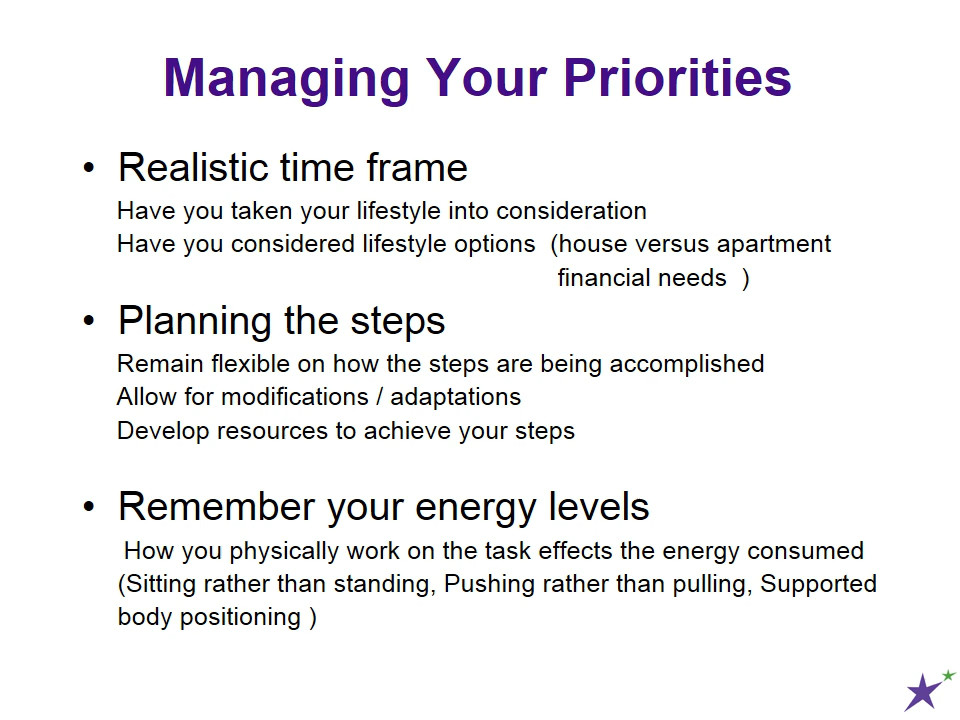 Managing Your Priorities
• Realistic time frame
Have you taken your lifestyle into consideration
Have you considered lifestyle options (house versus apartment
financial needs )
• Planning the steps
Remain flexible on how the steps are being accomplished
Allow for modifications / adaptations
Develop resources to achieve your steps
• Remember your energy levels
How you physically work on the task effects the energy consumed
(Sitting rather than standing, Pushing rather than pulling, Supported
body positioning )